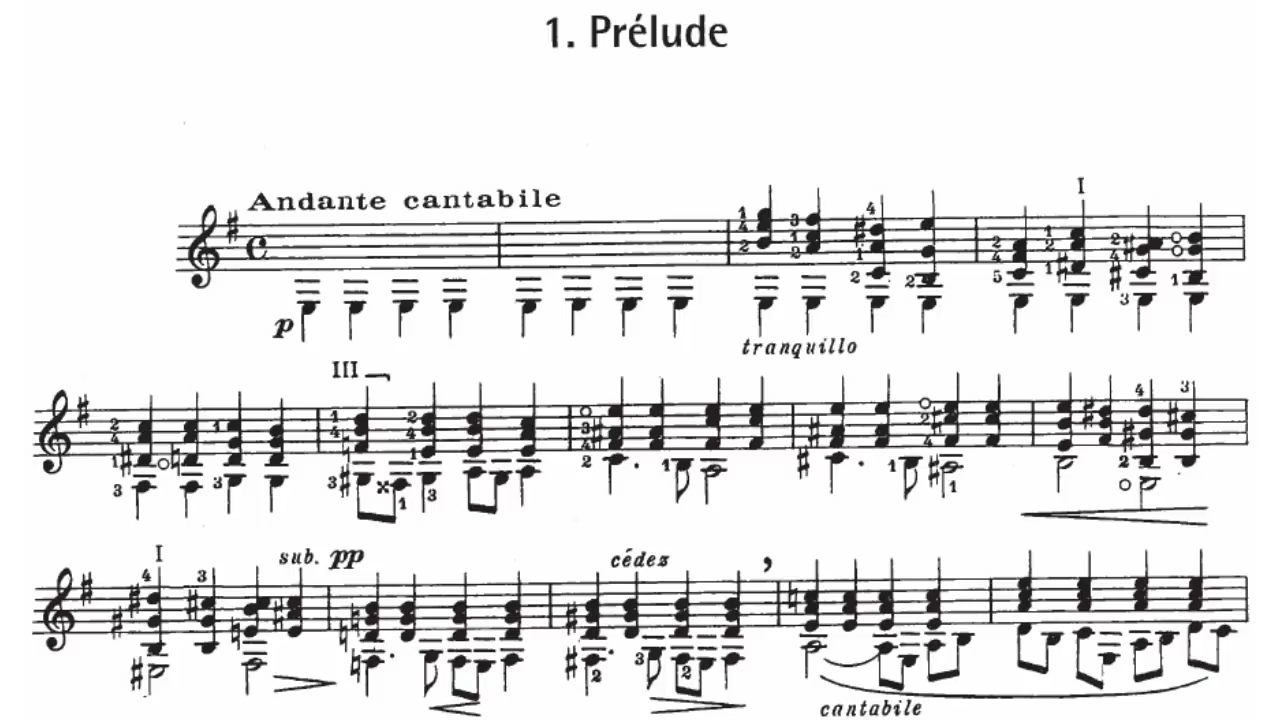 1. Prélude
Andante cantabile
I
p
tranquillo
III
I
sub. pp
cédez
cantabile